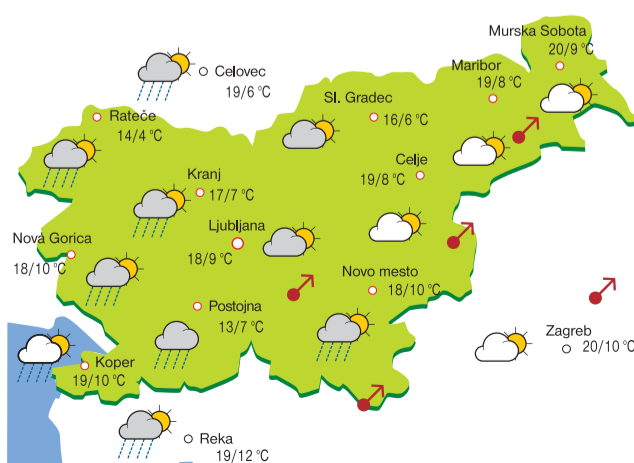 Murska Sobota
20/9 °C
Celovec
19/6 °C
Maribor
19/8 °C
Sl. Gradec
16/6 °C
Rateče
14/4 °C
Celje
19/8 °C
Kranj
17/7 °C
Ljubljana
18/9 °C
Nová Gorica
18/10 °C
Novo mesto
18/10 °C
Postojna
13/7 °C
Zagreb
20/10 °C
Koper
19/10 °C
Reka
19/12 °C